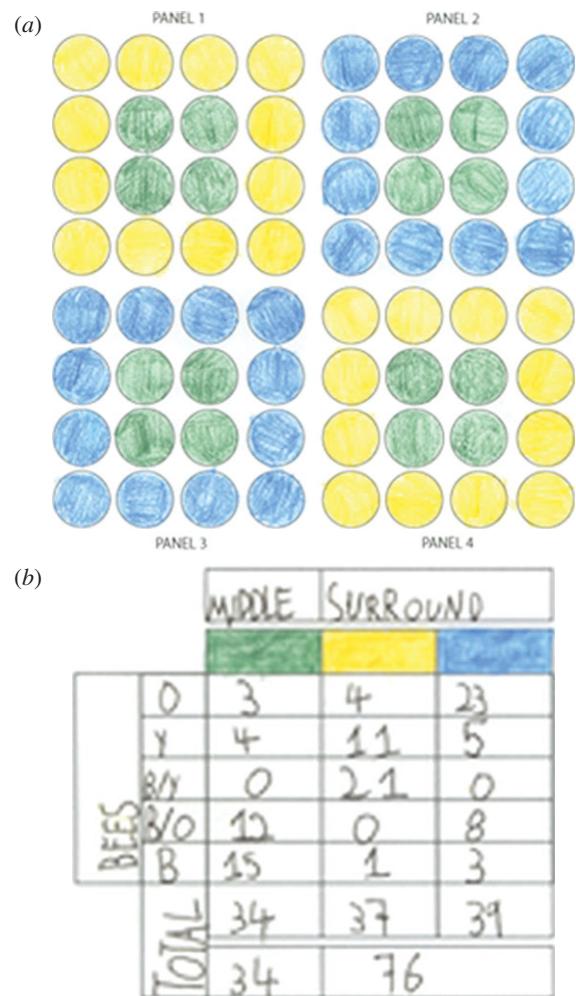 (a)
PANEL 1 PANEL 2
PANEL 3 PANEL 4
(b)
MIDDLE SURROUND
BEES
O 3 4 23
Y 4 11 5
B/Y 0 21 0
B/O 12 0 8
B 15 1 3
TOTAL 34 37 39
34 76